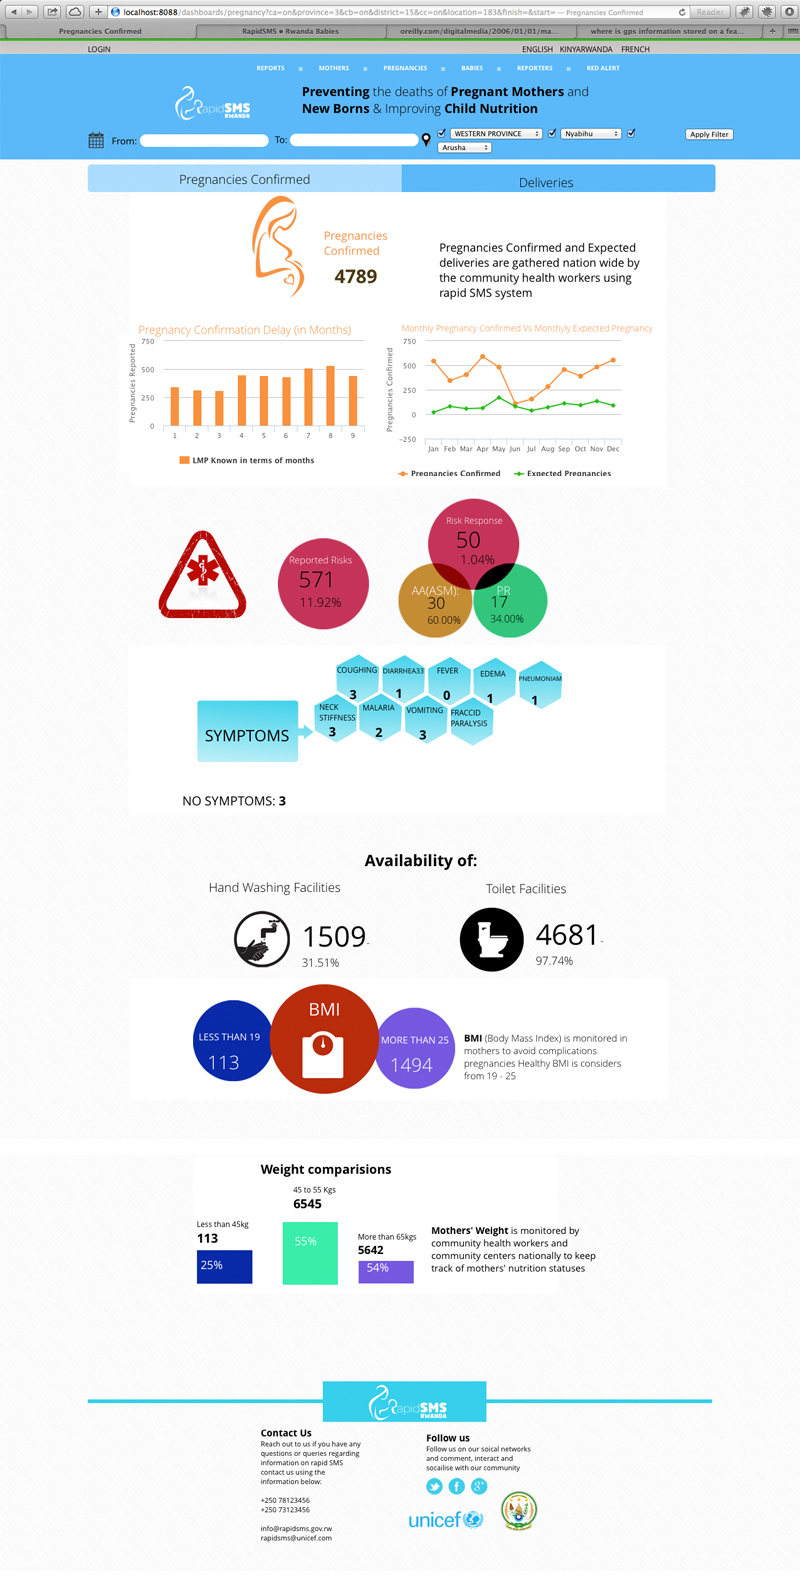 localhost:8088/dashboards/pregnancy?ca=on&province=3&cb=on&district=15&cc=on&location=183&finish=&start= — Pregnancies Confirmed
Reader
Pregnancies Confirmed
RapidSMS ● Rwanda Babies
oreilly.com/digitalmedia/2006/01/01/ma...
where is gps information stored on a fea...
LOGIN
ENGLISH KINYARWANDA FRENCH
REPORTS MOTHERS PREGNANCIES BABIES REPORTERS RED ALERT
RapidSMS
RWANDA
Preventing the deaths of Pregnant Mothers and
New Borns & Improving Child Nutrition
From:
To:
WESTERN PROVINCE
Nyabihu
Arusha
Apply Filter
Pregnancies Confirmed
Deliveries
Pregnancies
Confirmed
4789
Pregnancies Confirmed and Expected
deliveries are gathered nation wide by
the community health workers using
rapid SMS system
Pregnancy Confirmation Delay (in Months)
Pregnancies Reported
750
500
250
0
1 2 3 4 5 6 7 8 9
LMP Known in terms of months
Monthly Pregnancy Confirmed Vs Monthyly Expected Pregnancy
Pregnancies Confirmed
750
500
250
0
-250
Jan Feb Mar Apr May Jun Jul Aug Sep Oct Nov Dec
Pregnancies Confirmed
Expected Pregnancies
Reported Risks
571
11.92%
Risk Response
50
1.04%
AA(ASM):
30
60.00%
PR
17
34.00%
SYMPTOMS
COUGHING
3
DIARRHEA33
1
FEVER
0
EDEMA
1
PNEUMONIAM
1
NECK
STIFFNESS
3
MALARIA
2
VOMITING
3
FRACCID
PARALYSIS
NO SYMPTOMS: 3
Availability of:
Hand Washing Facilities
1509-
31.51%
Toilet Facilities
4681-
97.74%
LESS THAN 19
113
BMI
MORE THAN 25
1494
BMI (Body Mass Index) is monitored in
mothers to avoid complications
pregnancies Healthy BMI is considers
from 19 - 25
Weight comparisions
Less than 45kg
113
25%
45 to 55 Kgs
6545
55%
More than 65kgs
5642
54%
Mothers' Weight is monitored by
community health workers and
community centers nationally to keep
track of mothers' nutrition statuses
RapidSMS
RWANDA
Contact Us
Reach out to us if you have any
questions or queries regarding
information on rapid SMS
contact us using the
information below:
+250 78123456
+250 73123456
info@rapidsms.gov.rw
rapidsms@unicef.com
Follow us
Follow us on our soical networks
and comment, interact and
socailise with our community
unicef